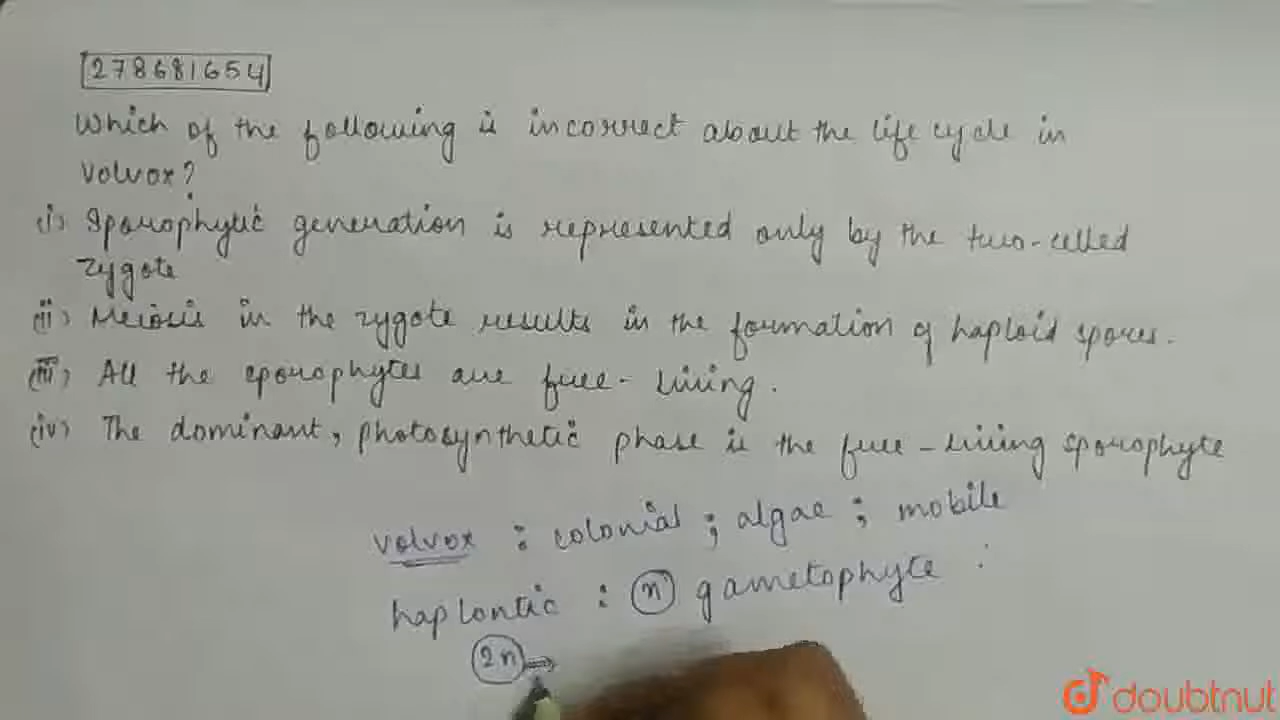 278681654
Which of the following is incorrect about the life cycle in
Volvox?
(i) Sporophytic generation is represented only by the two-celled
zygote
(ii) Meiosis in the zygote results in the formation of haploid spores.
(iii) All the sporophytes are free-living.
(iv) The dominant, photosynthetic phase is the free-living sporophyte
volvox : colonial ; algae ; mobile
haplontic : n gametophyte :
2n
doubtnut